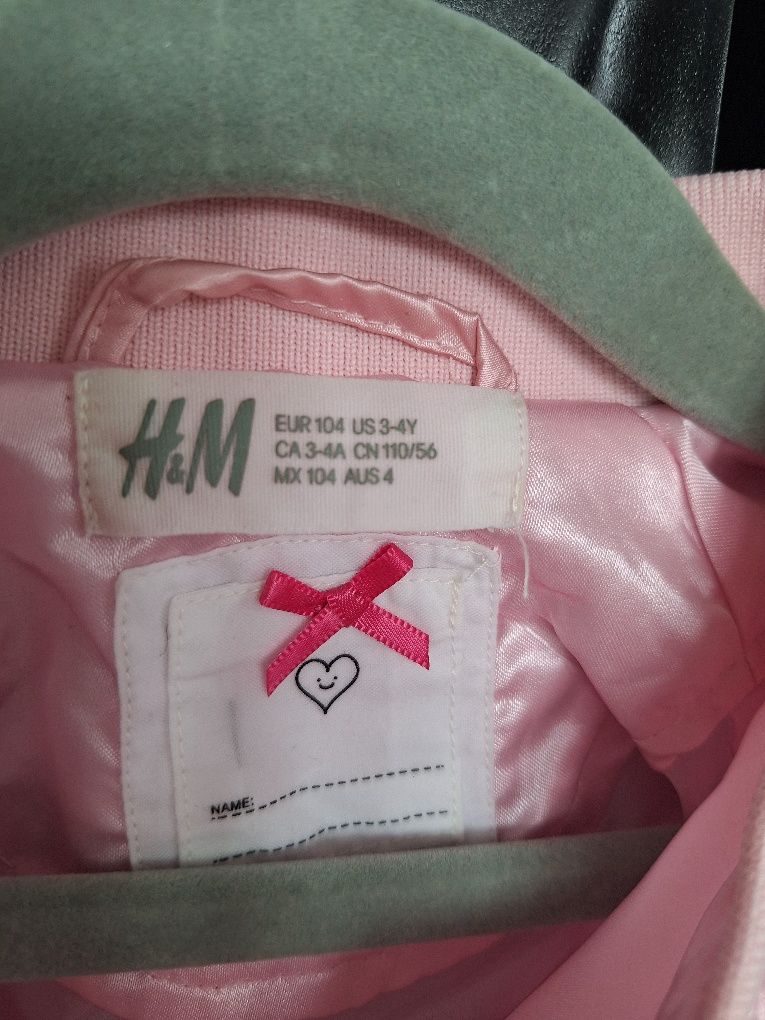 H&M
EUR 104 US 3-4Y
CA 3-4A CN 110/56
MX 104 AUS 4
NAME: